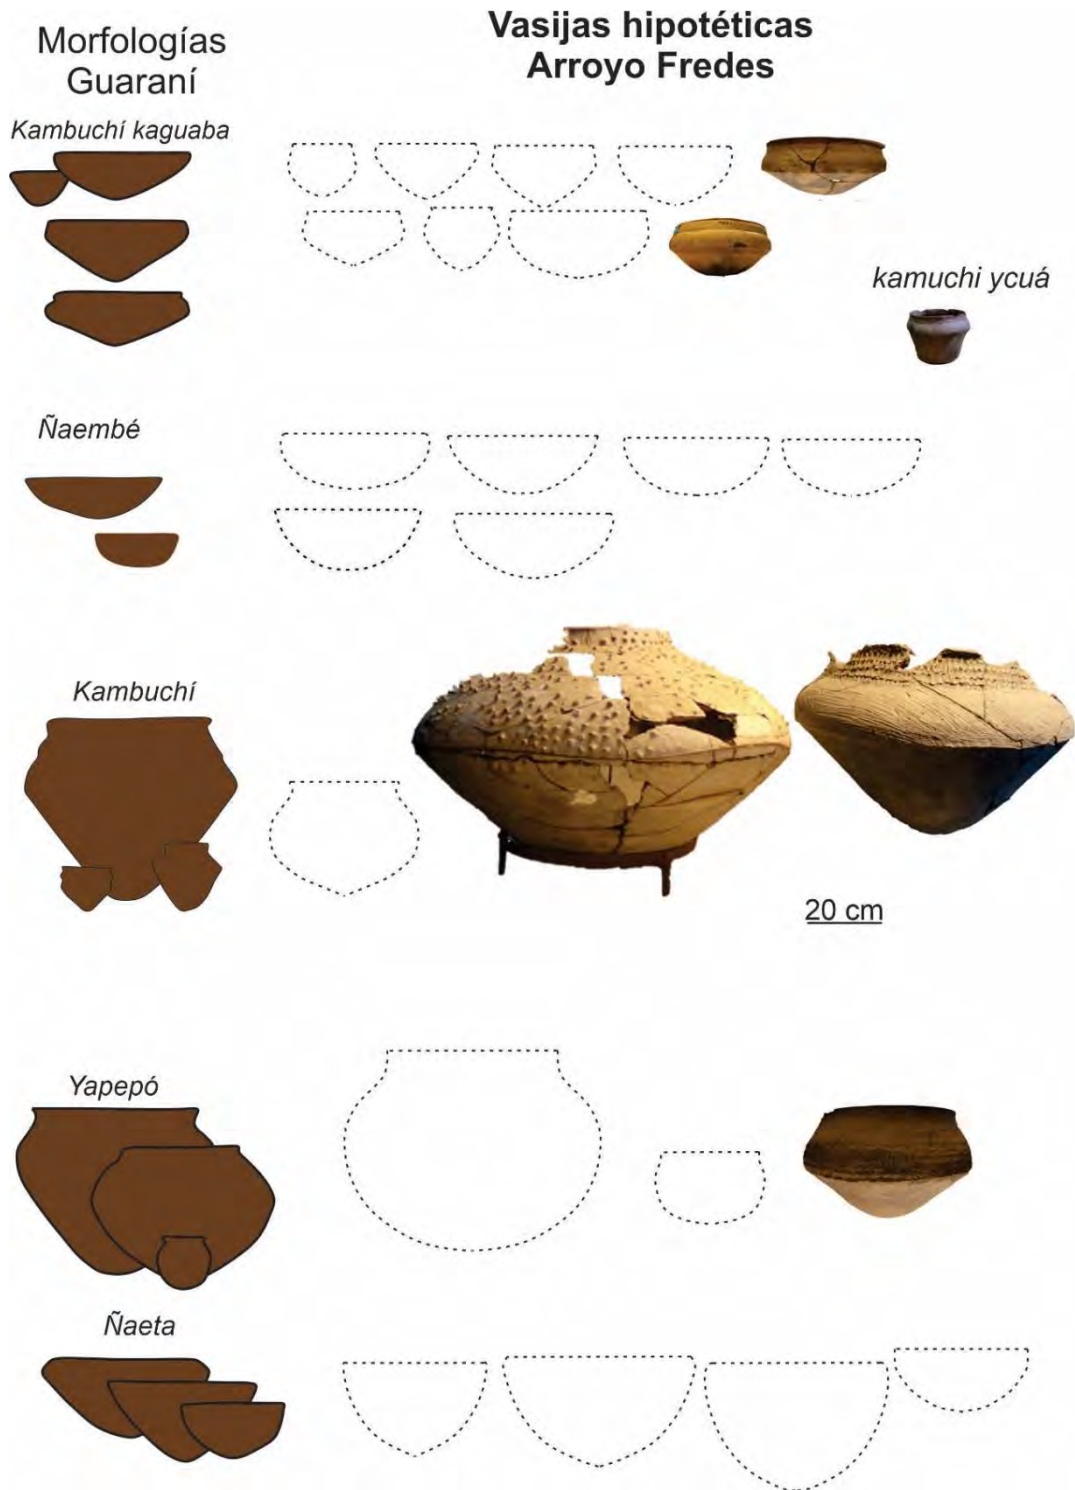 Morfologías
Guaraní
Vasijas hipotéticas
Arroyo Fredes
Kambuchí kaguaba
kamuchi ycuá
Ñaembé
Kambuchí
20 cm
Yapepó
Ñaeta